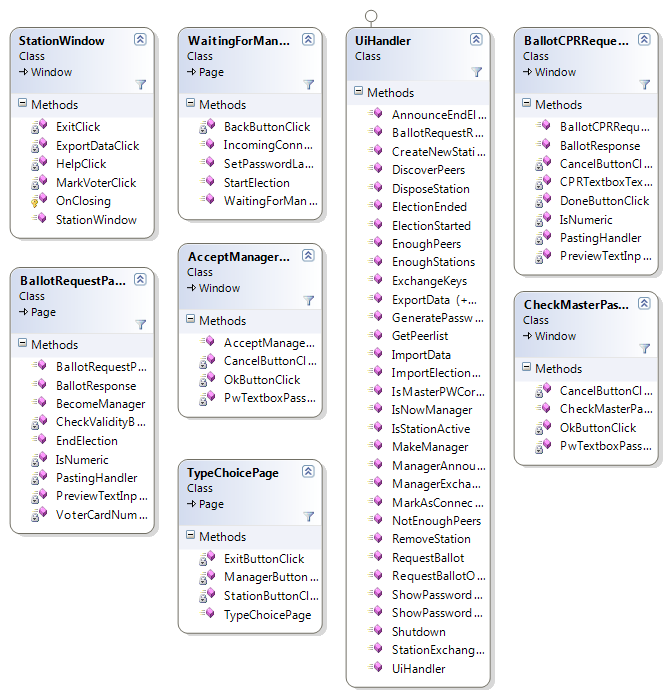 StationWindow
Class
Window
Methods
ExitClick
ExportDataClick
HelpClick
MarkVoterClick
OnClosing
StationWindow
BallotRequestPa...
Class
Page
Methods
BallotRequestP...
BallotResponse
BecomeManager
CheckValidityB...
EndElection
IsNumeric
PastingHandler
PreviewTextInp...
VoterCardNum...
WaitingForMan...
Class
Page
Methods
BackButtonClick
IncomingConn...
SetPasswordLa...
StartElection
WaitingForMan...
AcceptManager...
Class
Window
Methods
AcceptManage...
CancelButtonCl...
OkButtonClick
PwTextboxPass...
TypeChoicePage
Class
Page
Methods
ExitButtonClick
ManagerButton...
StationButtonCl...
TypeChoicePage
UiHandler
Class
Methods
AnnounceEndEl...
BallotRequestR...
CreateNewStati...
DiscoverPeers
DisposeStation
ElectionEnded
ElectionStarted
EnoughPeers
EnoughStations
ExchangeKeys
ExportData (+...
GeneratePassw...
GetPeerlist
ImportData
ImportElection...
IsMasterPWCor...
IsNowManager
IsStationActive
MakeManager
ManagerAnnou...
ManagerExcha...
MarkAsConnec...
NotEnoughPeers
RemoveStation
RequestBallot
RequestBallotO...
ShowPassword...
ShowPassword...
Shutdown
StationExchang...
UiHandler
BallotCPRReque...
Class
Window
Methods
BallotCPRRequ...
BallotResponse
CancelButtonCl...
CPRTextboxTex...
DoneButtonClick
IsNumeric
PastingHandler
PreviewTextInp...
CheckMasterPas...
Class
Window
Methods
CancelButtonCl...
CheckMasterPa...
OkButtonClick
PwTextboxPass...